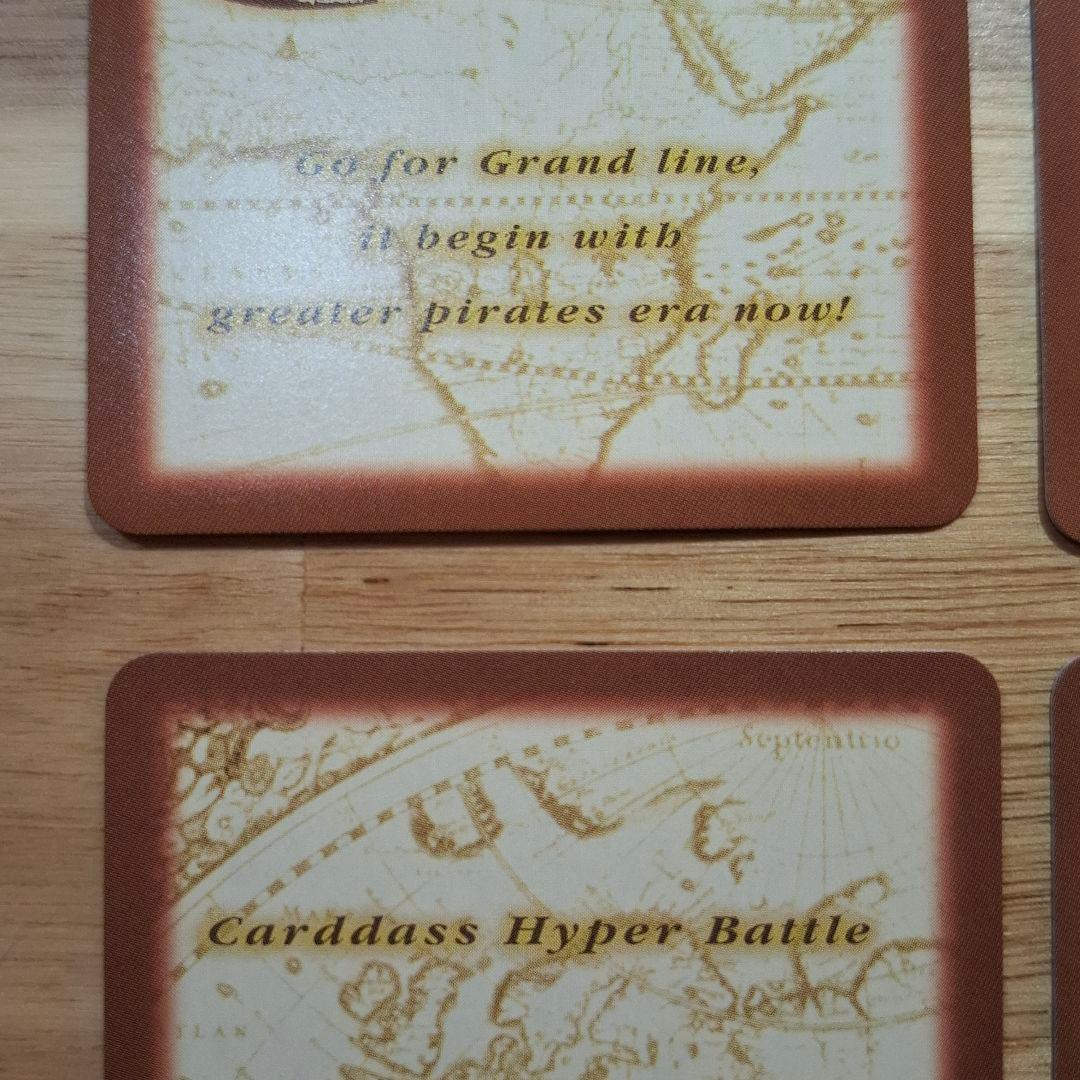 Go for Grand line,
it begin with
greater pirates era now!
Septentrio
Carddass Hyper Battle